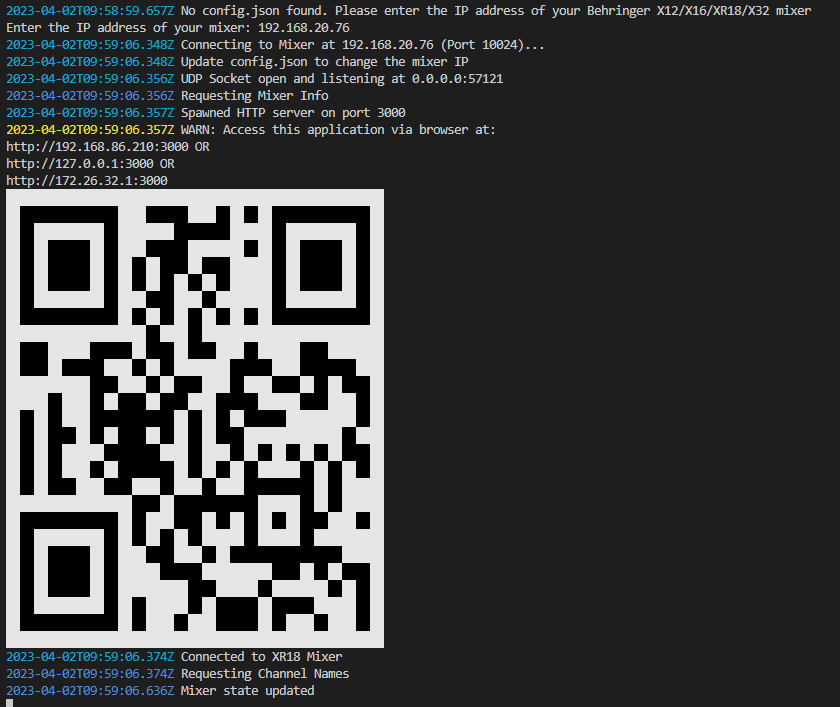 2023-04-02T09:58:59.657Z No config.json found. Please enter the IP address of your Behringer X12/X16/XR18/X32 mixer
Enter the IP address of your mixer: 192.168.20.76
2023-04-02T09:59:06.348Z Connecting to Mixer at 192.168.20.76 (Port 10024)...
2023-04-02T09:59:06.348Z Update config.json to change the mixer IP
2023-04-02T09:59:06.356Z UDP Socket open and listening at 0.0.0.0:57121
2023-04-02T09:59:06.356Z Requesting Mixer Info
2023-04-02T09:59:06.357Z Spawned HTTP server on port 3000
2023-04-02T09:59:06.357Z WARN: Access this application via browser at:
http://192.168.86.210:3000 OR
http://127.0.0.1:3000 OR
http://172.26.32.1:3000
2023-04-02T09:59:06.374Z Connected to XR18 Mixer
2023-04-02T09:59:06.374Z Requesting Channel Names
2023-04-02T09:59:06.636Z Mixer state updated